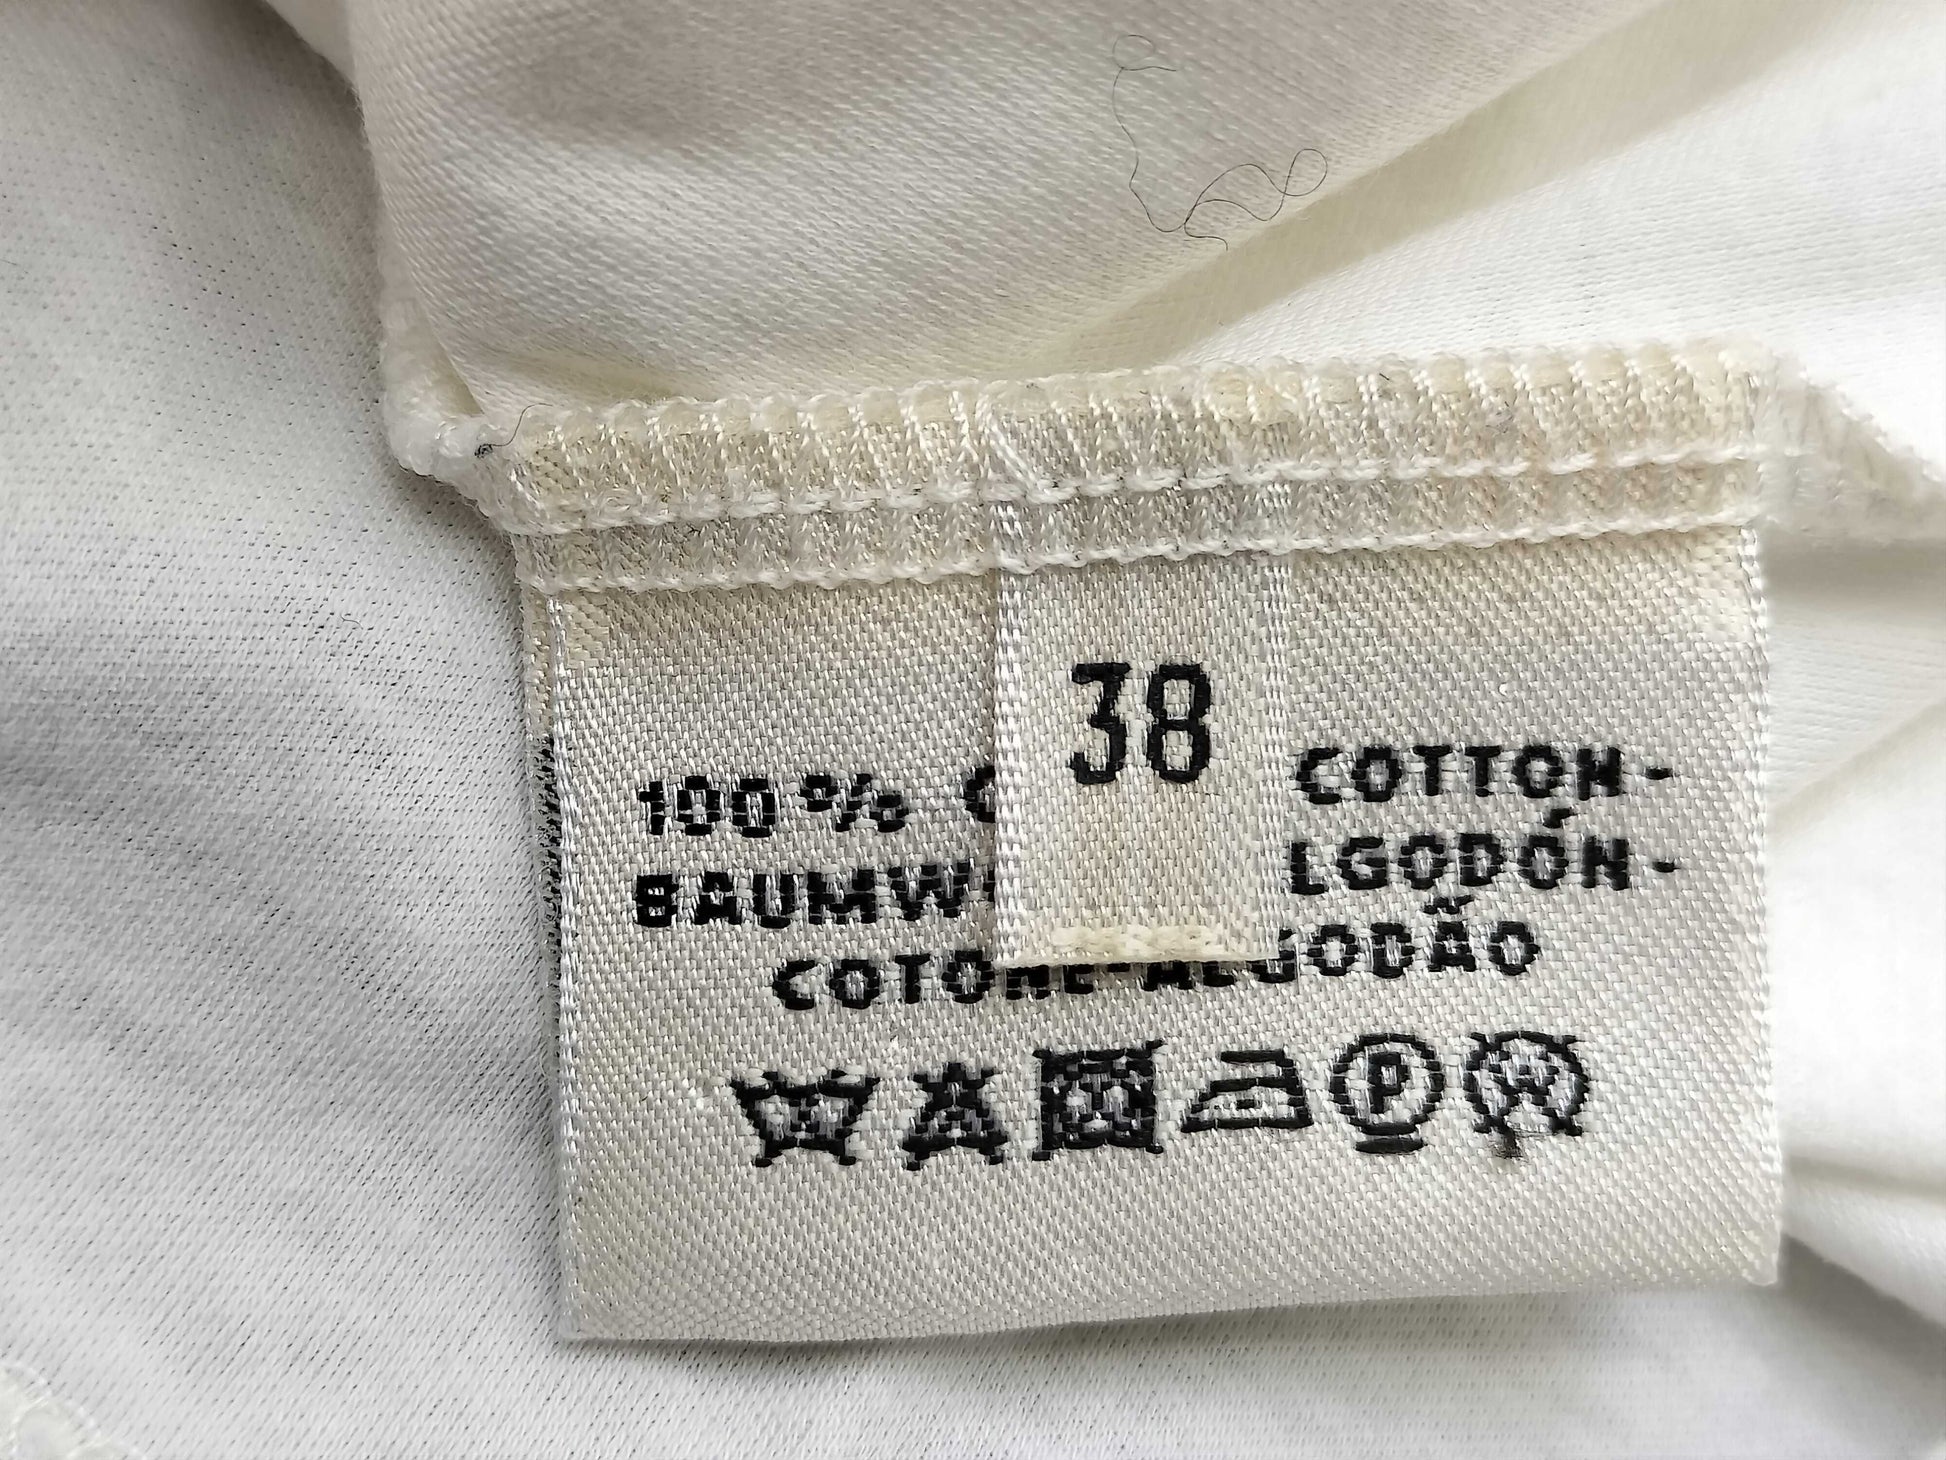 38
100% COTTON-
BAUMW LGODÓN-
COTONE-ALGODÃO
P W